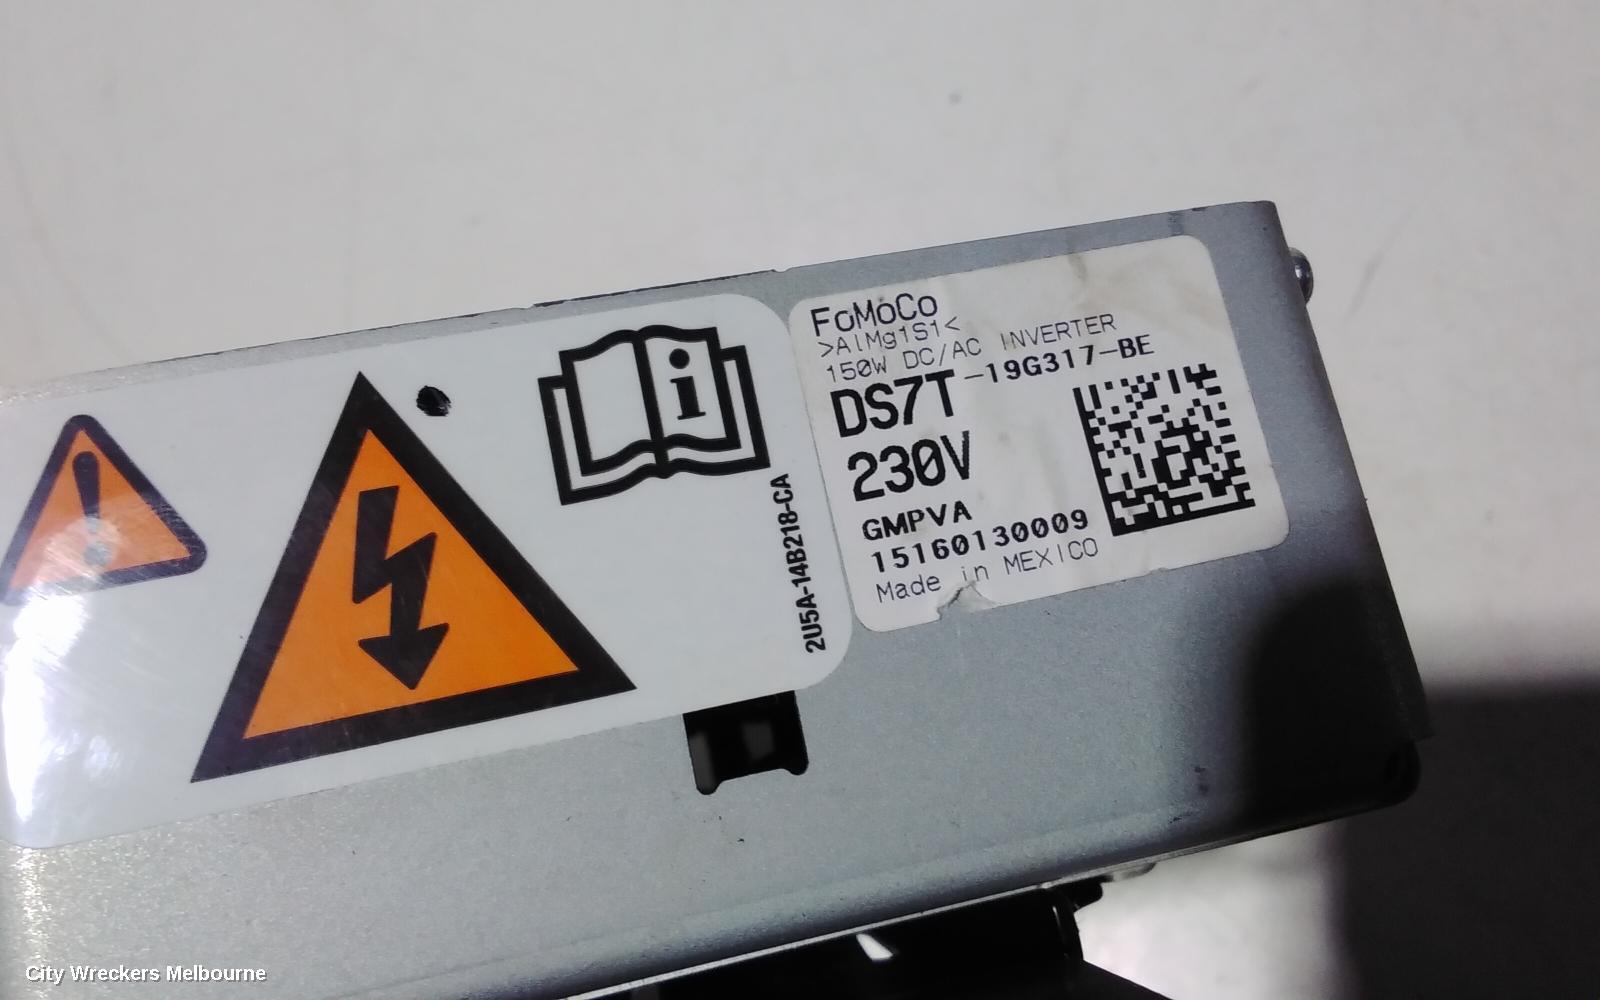 FoMoCo
>AlMg1S1<
150W DC/AC INVERTER
DS7T-19G317-BE
230V
GMPVA
15160130009
Made in MEXICO
2U5A-14B218-CA
City Wreckers Melbourne